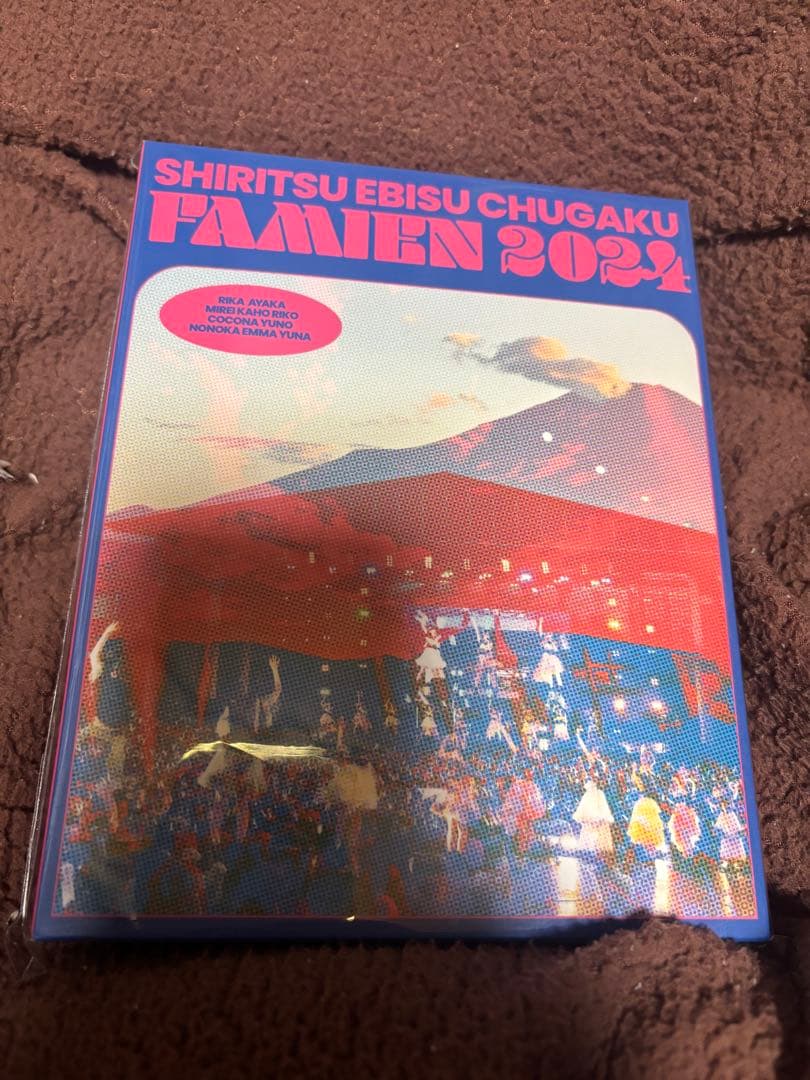 SHIRITSU EBISU CHUGAKU
FAMIEN 2024
RIKA AYAKA
MIREI KAHO RIKO
COCONA YUNO
NONOKA EMMA YUNA